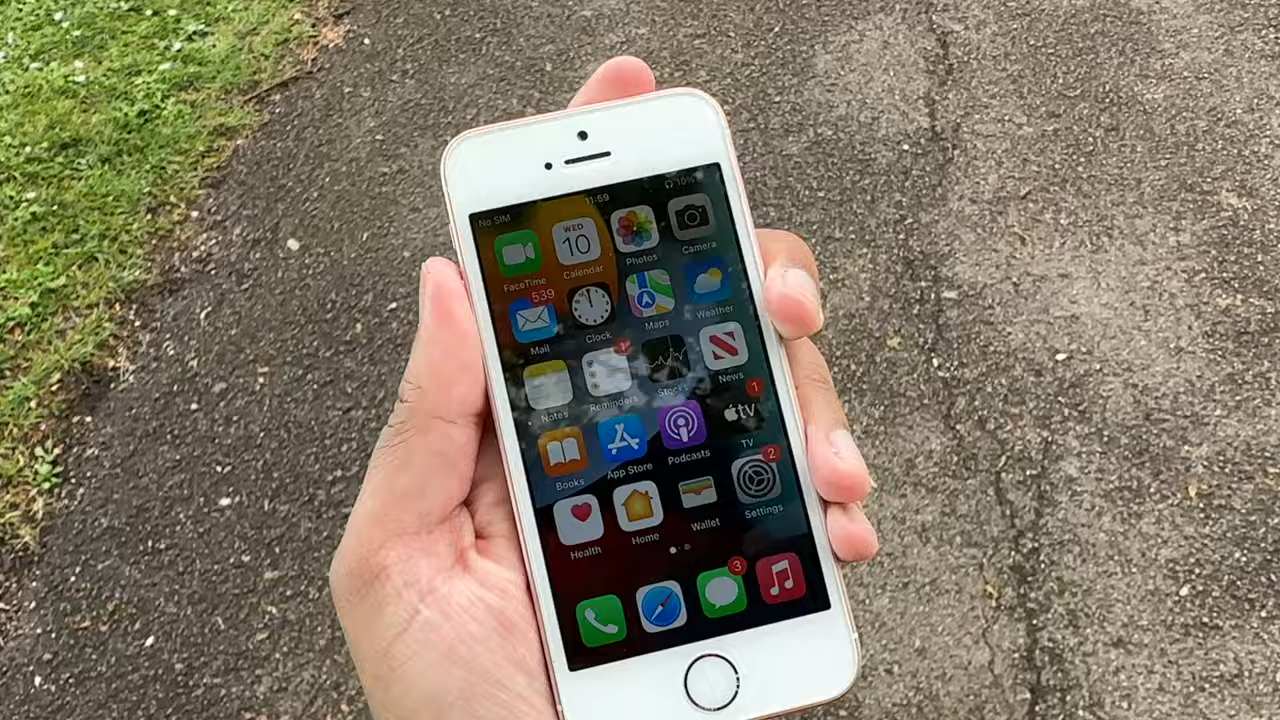 No SIM 11:59 10%
FaceTime
WED
10
Calendar
Photos
Camera
539
Mail
Clock
Maps
Weather
Notes
Reminders
Stocks
News
1
Books
App Store
Podcasts
tv
TV
2
Health
Home
Wallet
Settings
3